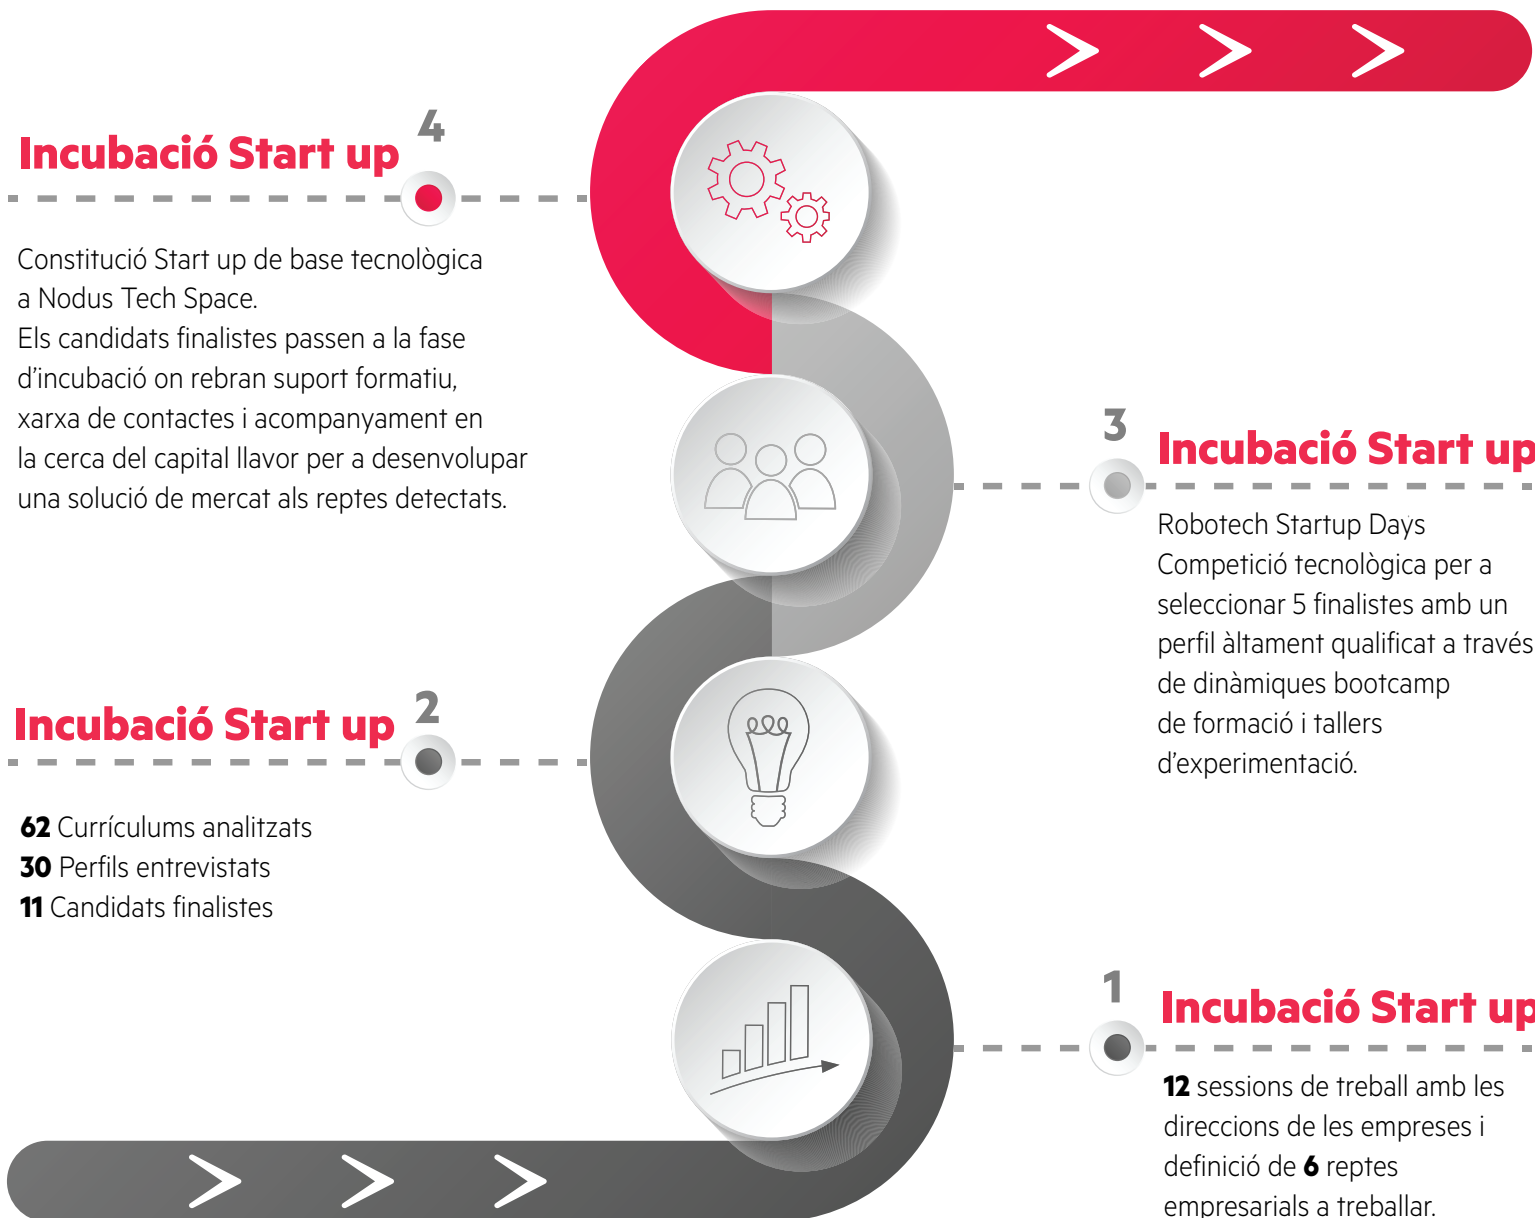 4
Incubació Start up
Constitució Start up de base tecnològica
a Nodus Tech Space.
Els candidats finalistes passen a la fase
d'incubació on rebran suport formatiu,
xarxa de contactes i acompanyament en
la cerca del capital llavor per a desenvolupar
una solució de mercat als reptes detectats.
3
Incubació Start up
Robotech Startup Days
Competició tecnològica per a
seleccionar 5 finalistes amb un
perfil àltament qualificat a través
de dinàmiques bootcamp
de formació i tallers
d'experimentació.
2
Incubació Start up
62 Currículums analitzats
30 Perfils entrevistats
11 Candidats finalistes
1
Incubació Start up
12 sessions de treball amb les
direccions de les empreses i
definició de 6 reptes
empresarials a treballar.